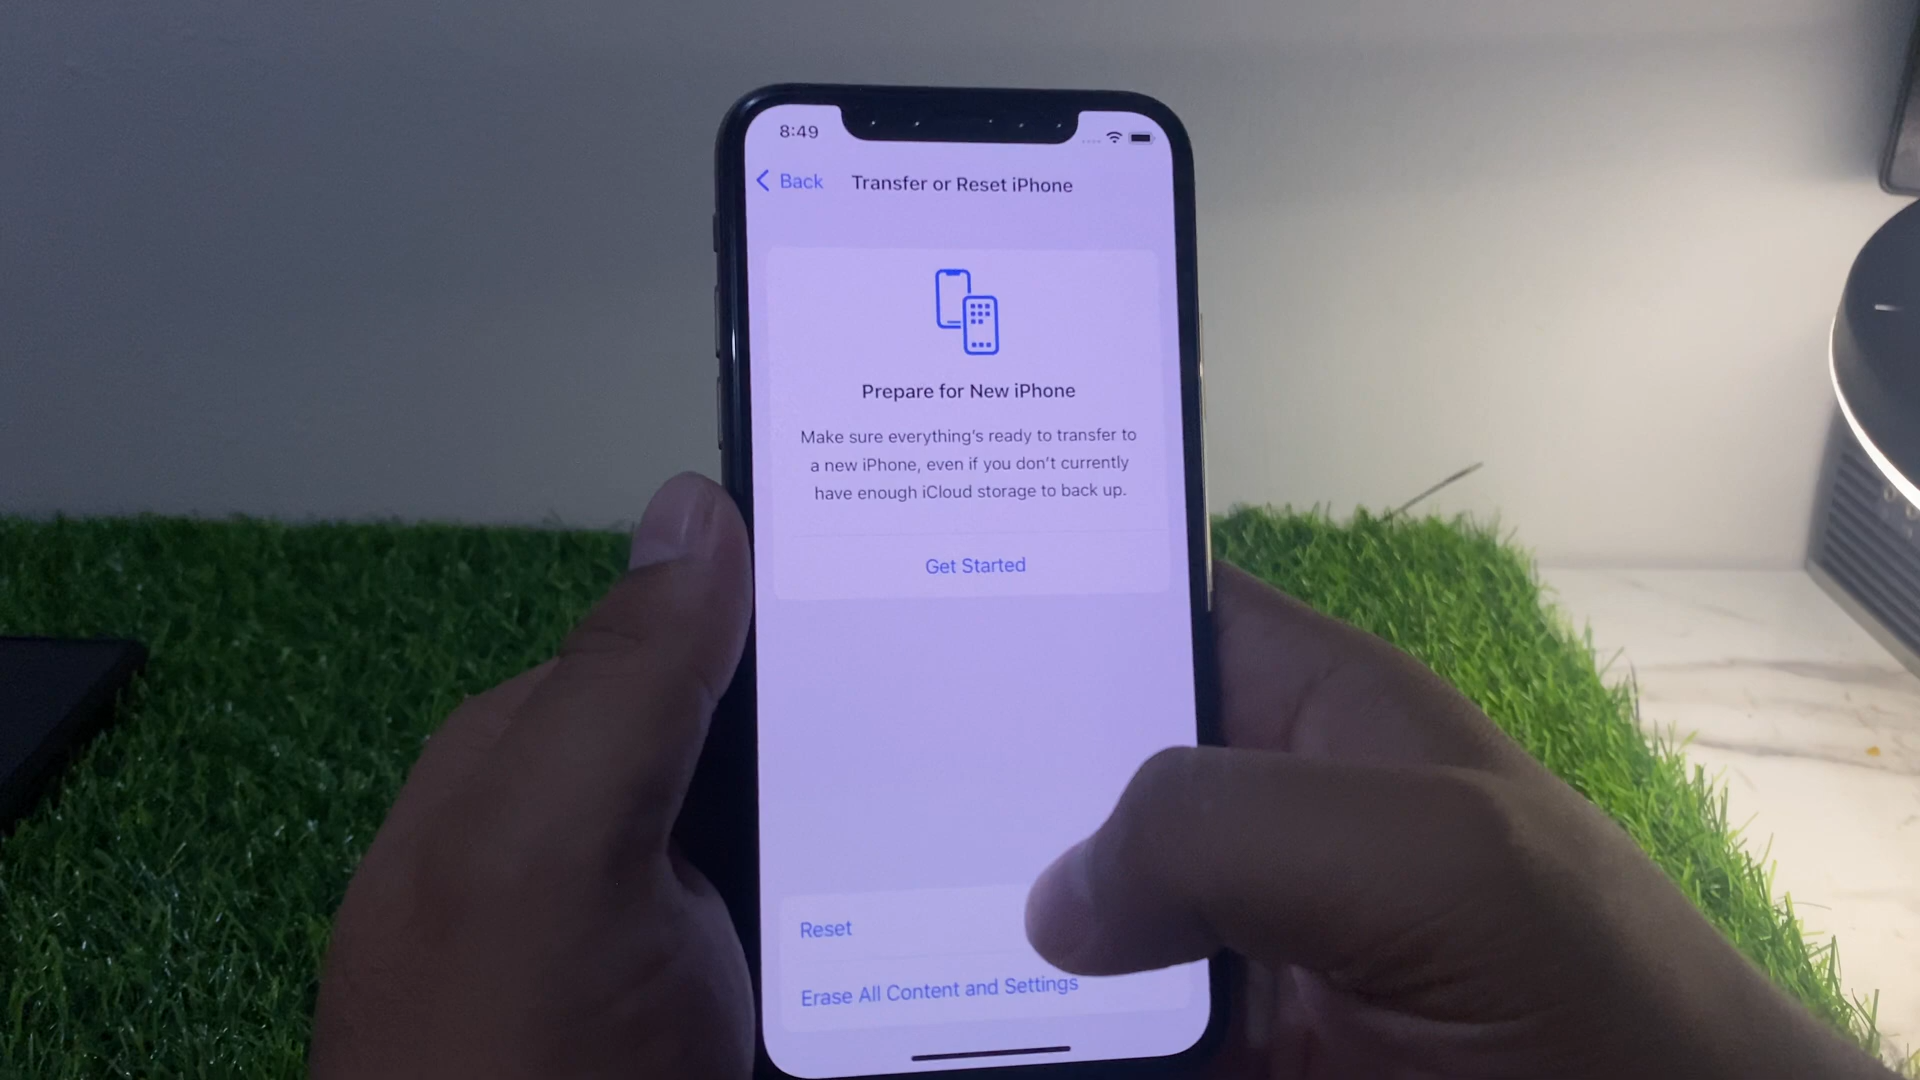 8:49
Back
Transfer or Reset iPhone
Prepare for New iPhone
Make sure everything's ready to transfer to
a new iPhone, even if you don't currently
have enough iCloud storage to back up.
Get Started
Reset
Erase All Content and Settings